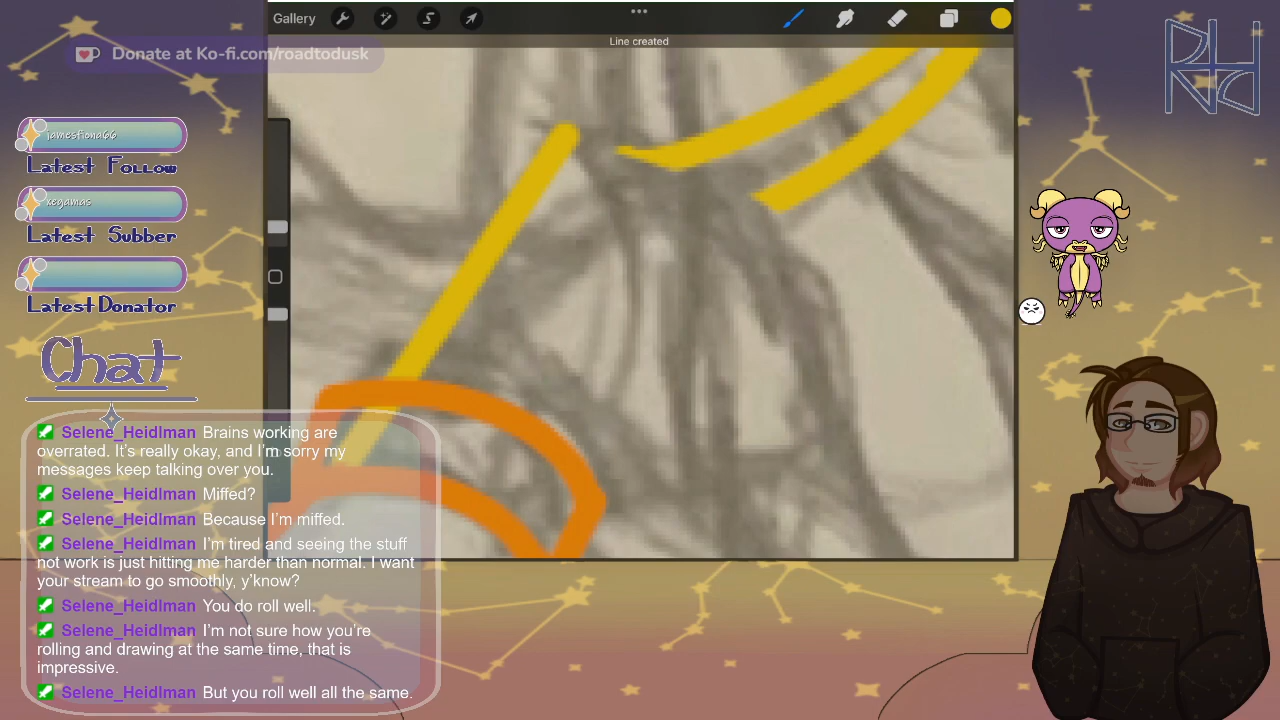 Gallery
Line created
Donate at Ko-fi.com/roadtodusk
jamesfiona66
Latest Follow
xegamas
Latest Subber
Latest Donator
Chat
Selene_Heidlman Brains working are
overrated. It's really okay, and I'm sorry my
messages keep talking over you.
Selene_Heidlman Miffed?
Selene_Heidlman Because I'm miffed.
Selene_Heidlman I'm tired and seeing the stuff
not work is just hitting me harder than normal. I want
your stream to go smoothly, y'know?
Selene_Heidlman You do roll well.
Selene_Heidlman I'm not sure how you're
rolling and drawing at the same time, that is
impressive.
Selene_Heidlman But you roll well all the same.